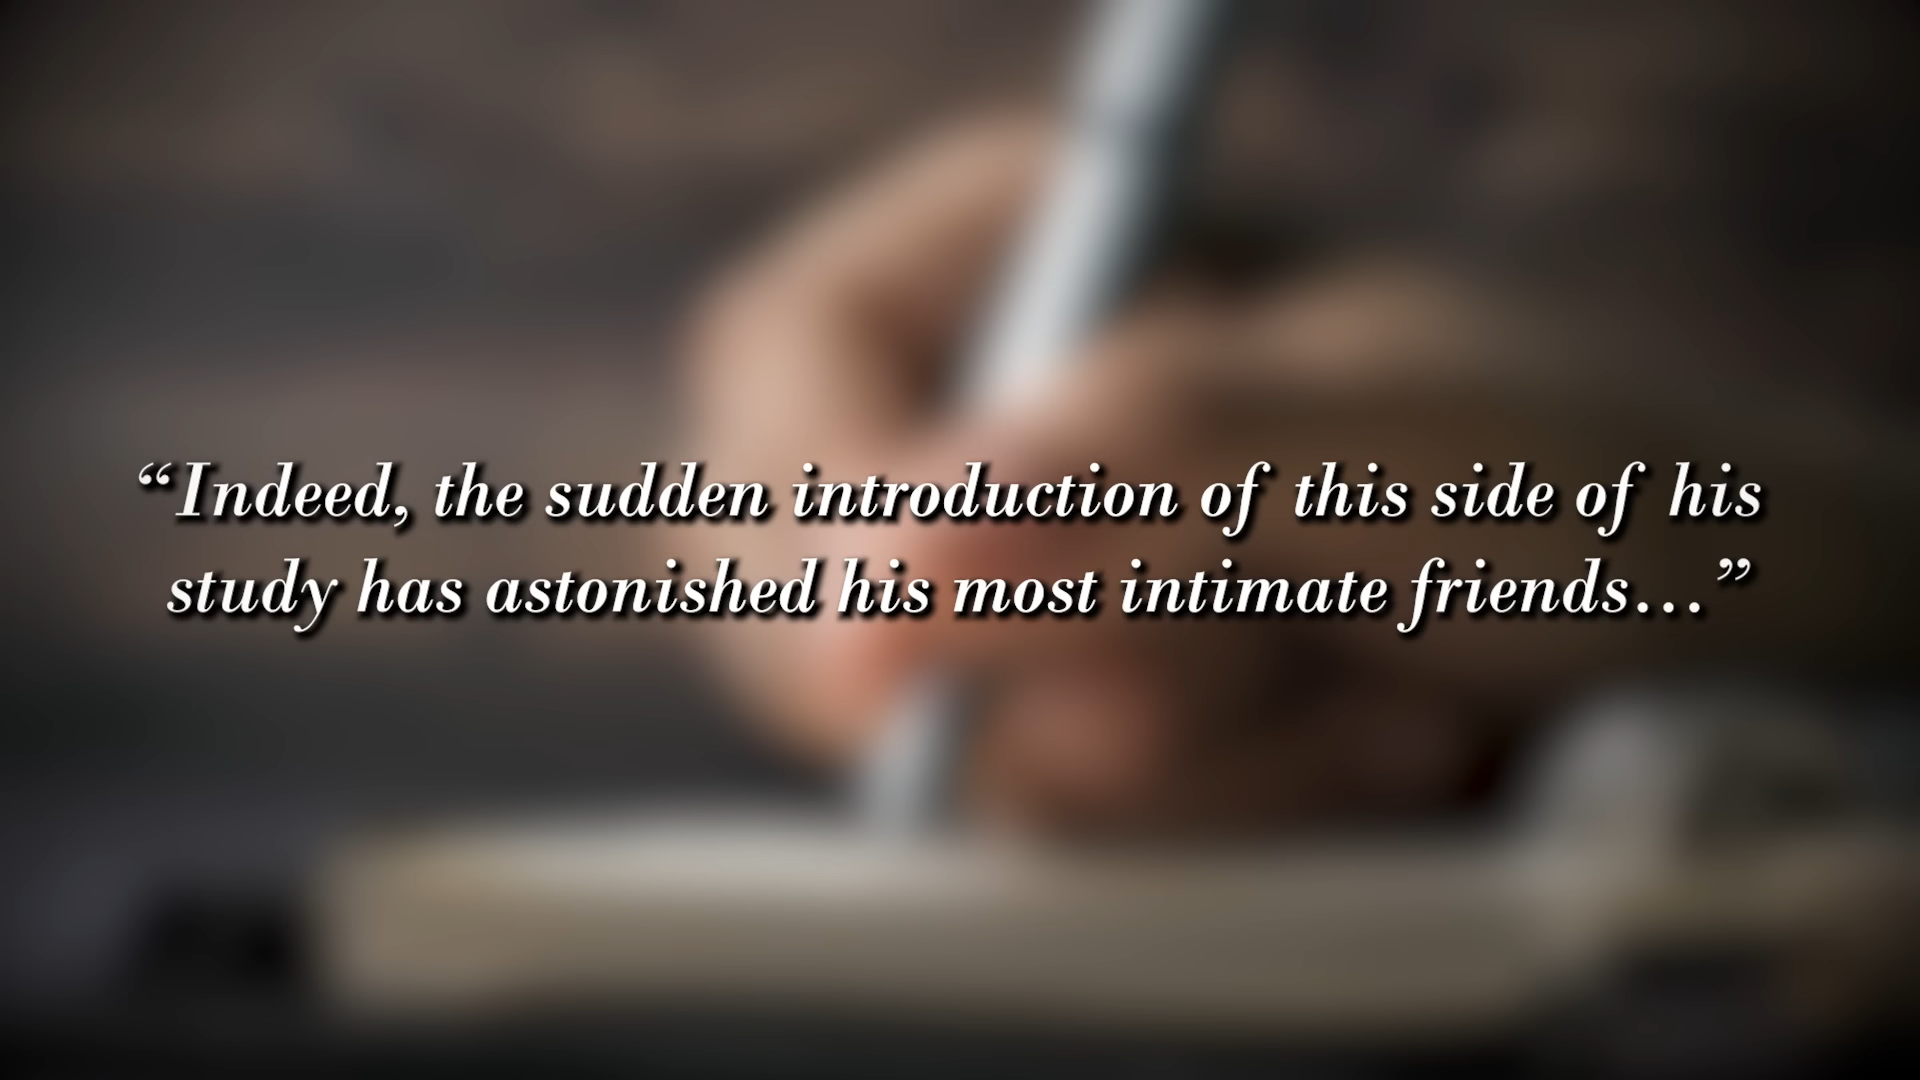 “Indeed, the sudden introduction of this side of his
study has astonished his most intimate friends…”